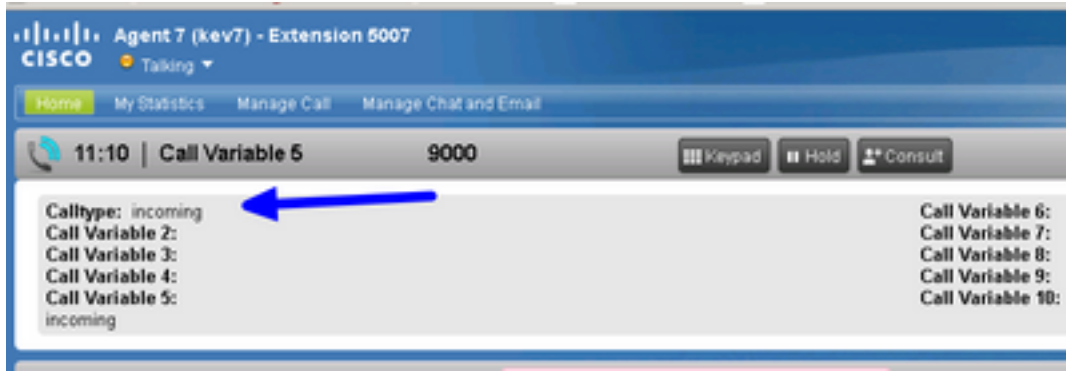 Agent 7 (kev7) - Extension 5007
CISCO
Talking
Home My Statistics Manage Call Manage Chat and Email
11:10 | Call Variable 5 9000 Keypad Hold Consult
Calltype: incoming Call Variable 6:
Call Variable 2: Call Variable 7:
Call Variable 3: Call Variable 8:
Call Variable 4: Call Variable 9:
Call Variable 5: Call Variable 10:
incoming